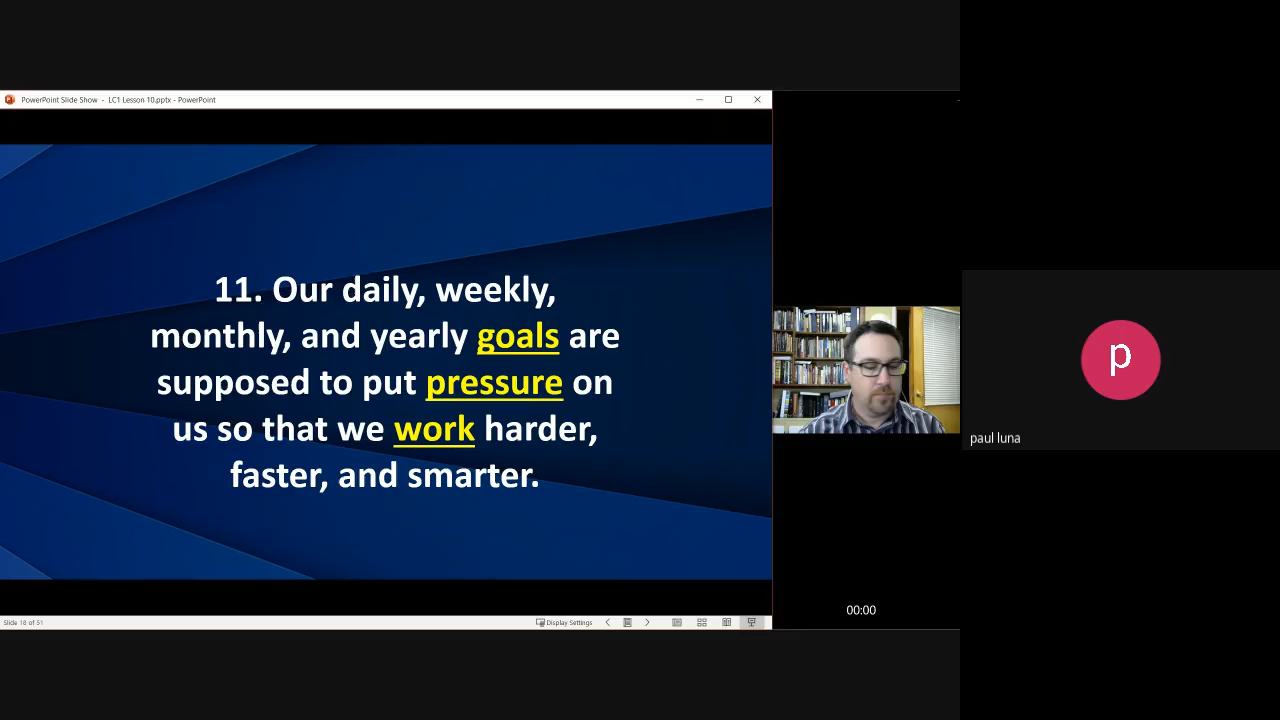 PowerPoint Slide Show - LC1 Lesson 10.pptx - PowerPoint
11. Our daily, weekly,
monthly, and yearly goals are
supposed to put pressure on
us so that we work harder,
faster, and smarter.
p
paul luna
00:00
Slide 18 of 51
Display Settings